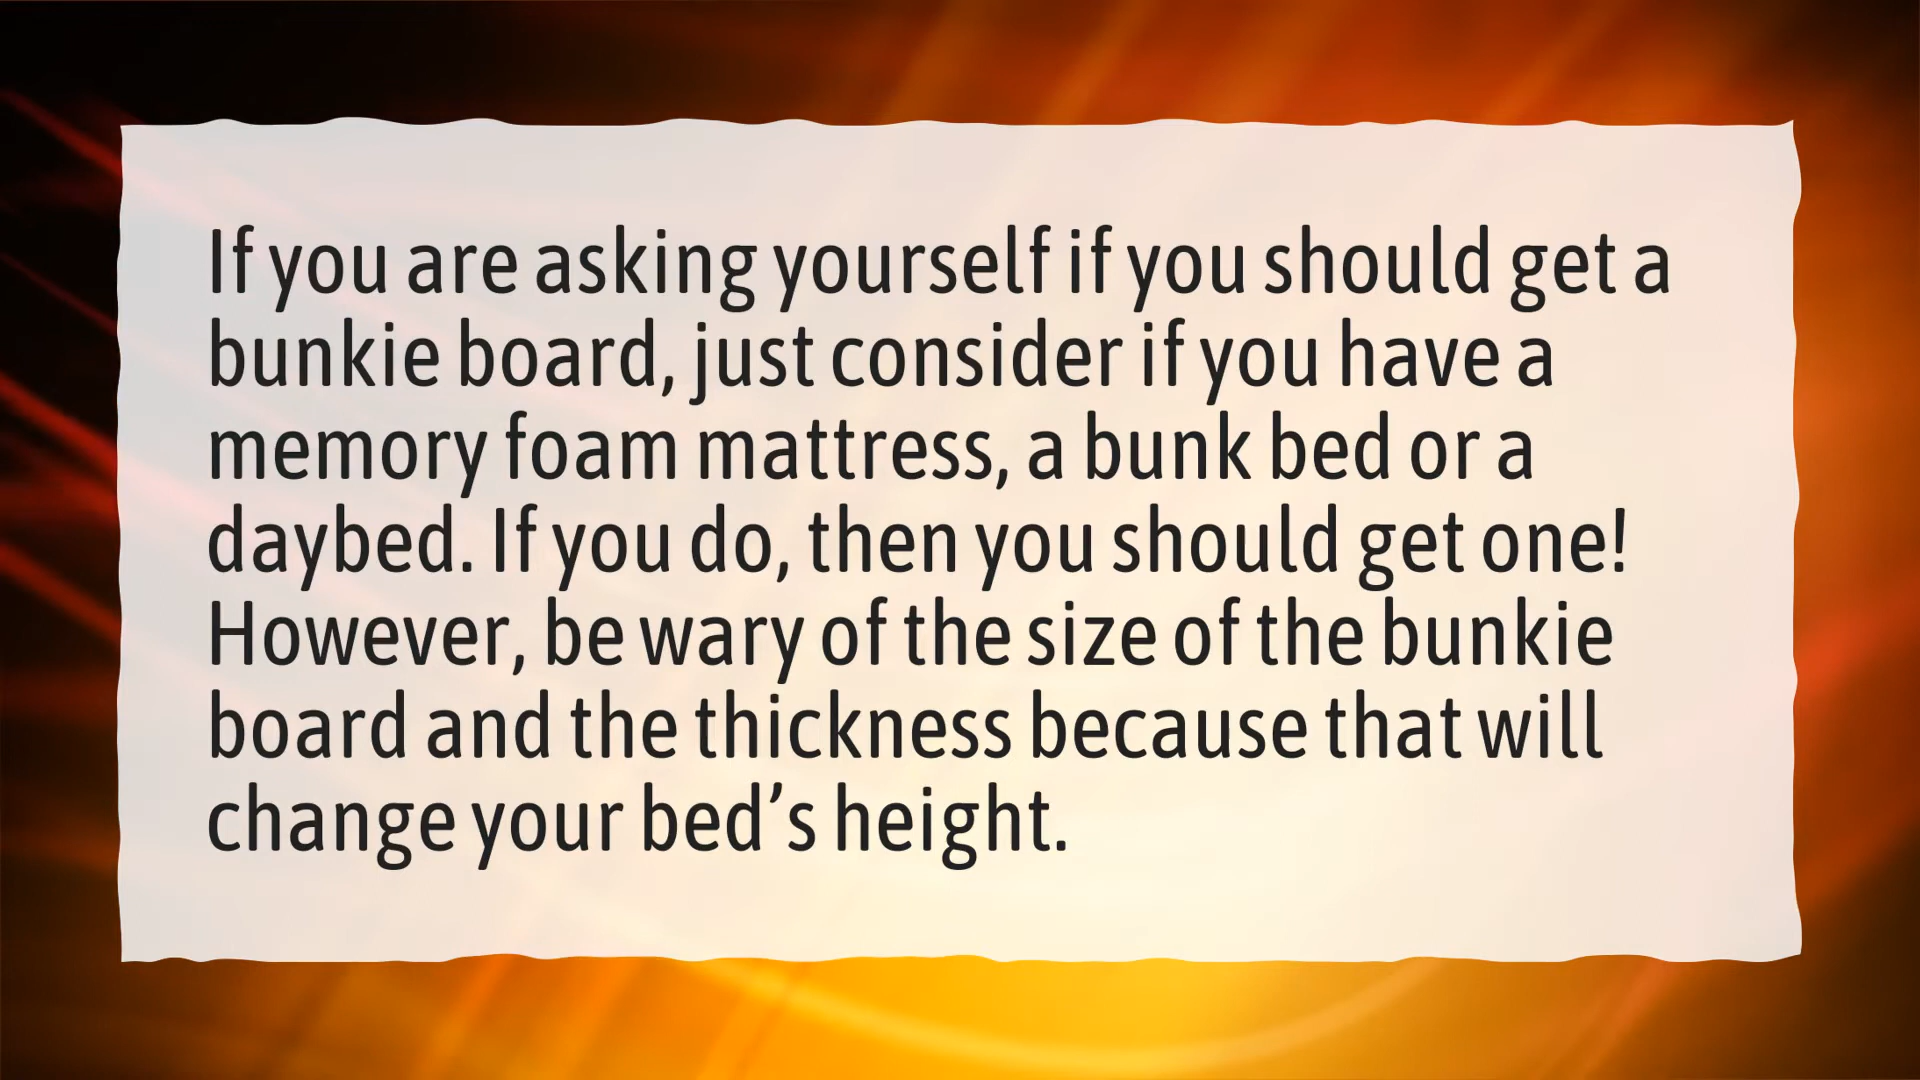 If you are asking yourself if you should get a
bunkie board, just consider if you have a
memory foam mattress, a bunk bed or a
daybed. If you do, then you should get one!
However, be wary of the size of the bunkie
board and the thickness because that will
change your bed’s height.